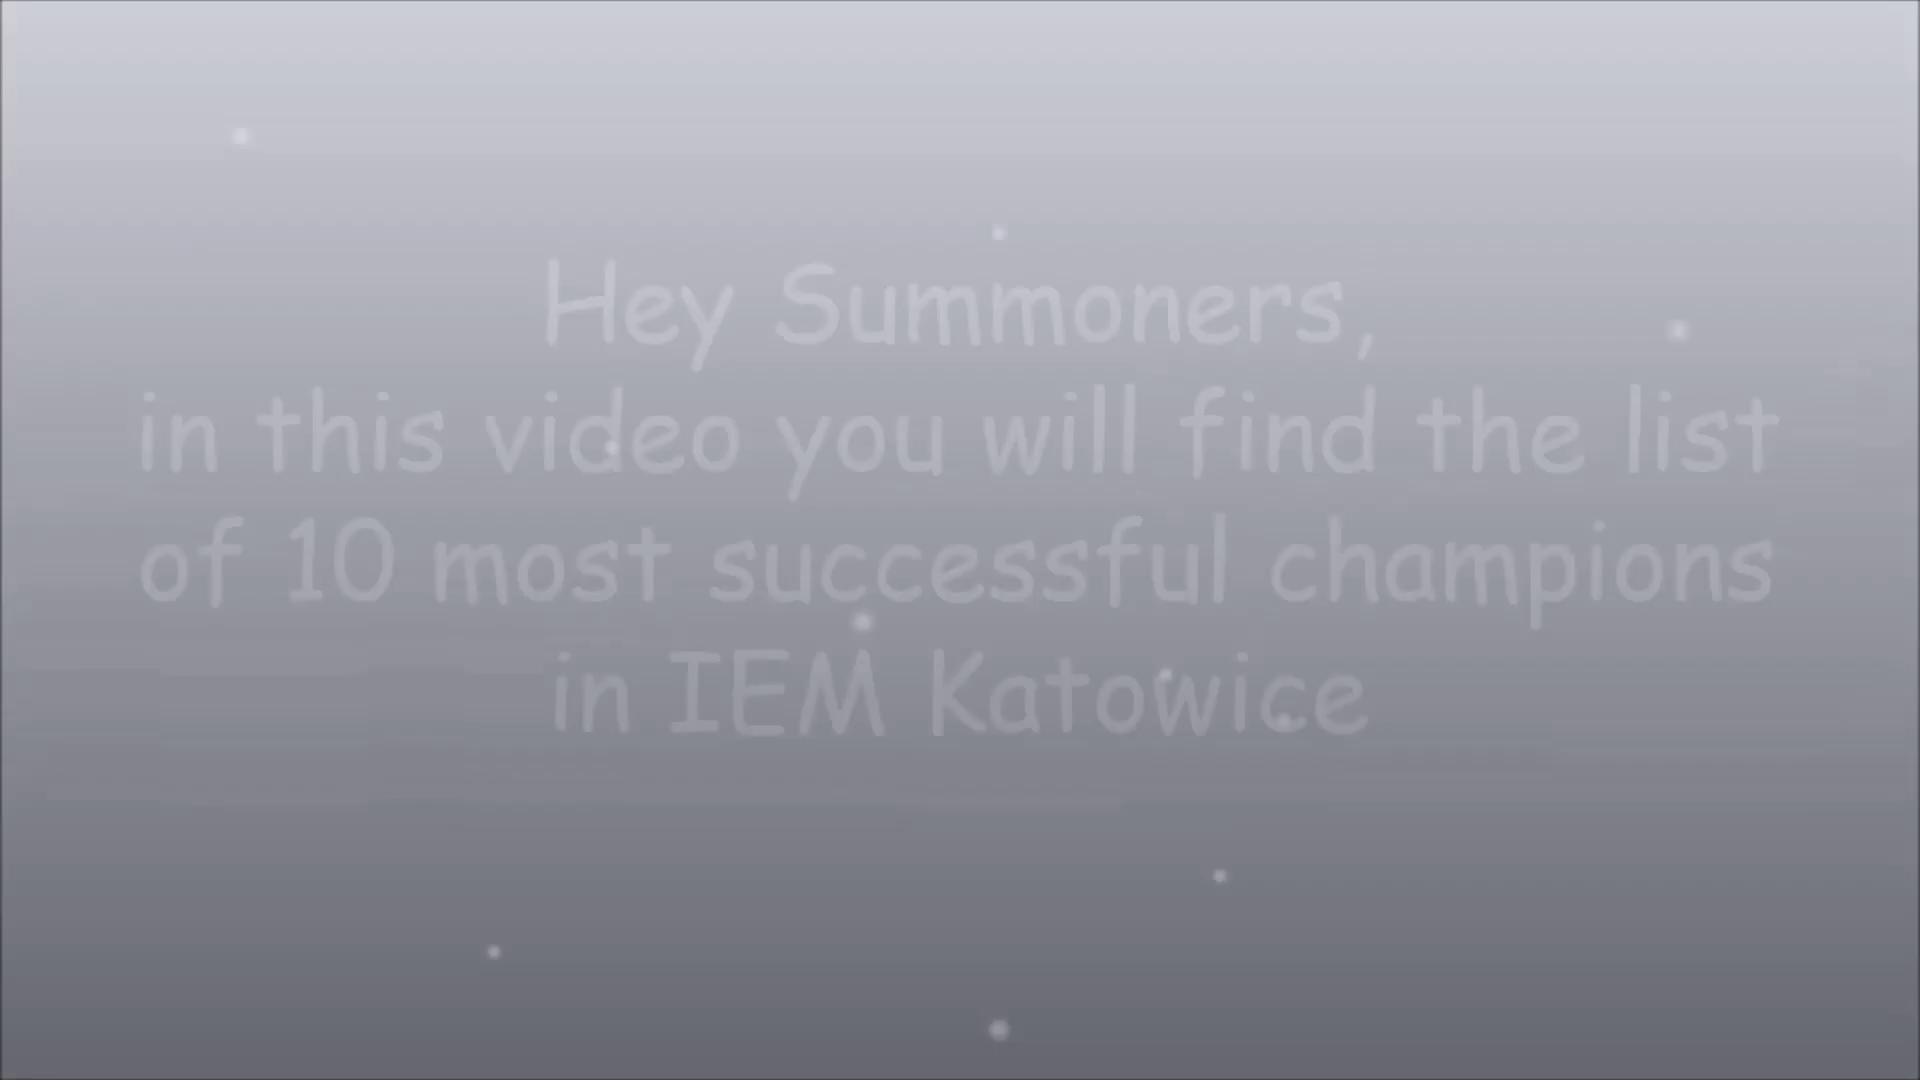 Hey Summoners,
in this video you will find the list
of 10 most successful champions
in IEM Katowice